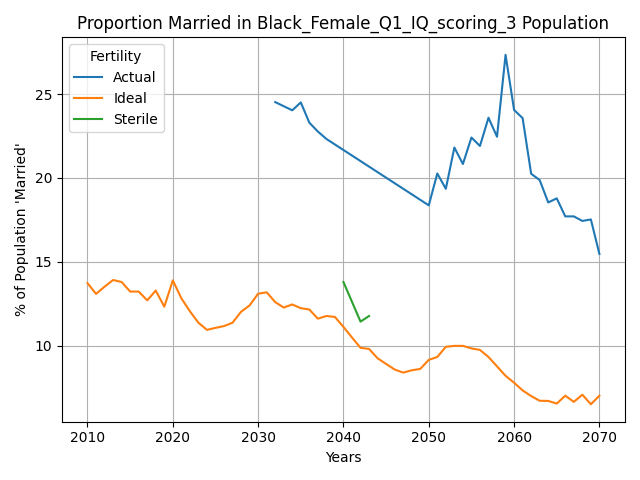 Proportion Married in Black_Female_Q1_IQ_scoring_3 Population
Fertility
Actual
Ideal
Sterile
% of Population 'Married'
25
20
15
10
2010 2020 2030 2040 2050 2060 2070
Years